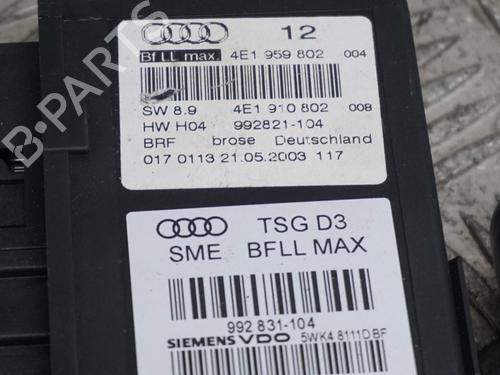 12
Bf LL max. 4E1 959 802 004
SW 8.9 4E1 910 802 008
HW H04 992821-104
BRF brose Deutschland
017 0113 21.05.2003 117
TSG D3
SME BFLL MAX
992 831-104
SIEMENS VDO 5WK4 8111D BF
B-PARTS